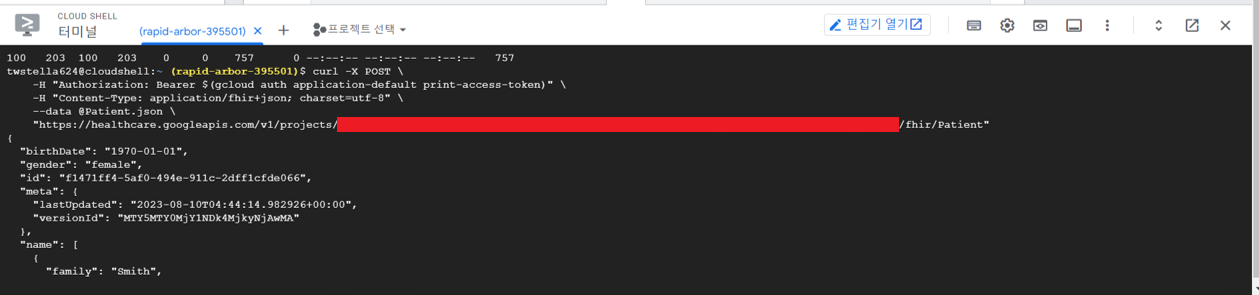 CLOUD SHELL
터미널
(rapid-arbor-395501) × + 프로젝트 선택
편집기 열기
100   203  100   203    0     0    757      0 --:--:-- --:--:-- --:--:--   757
twstella624@cloudshell:~ (rapid-arbor-395501)$ curl -X POST \
    -H "Authorization: Bearer $(gcloud auth application-default print-access-token)" \
    -H "Content-Type: application/fhir+json; charset=utf-8" \
    --data @Patient.json \
    "https://healthcare.googleapis.com/v1/projects/ /fhir/Patient"
{
  "birthDate": "1970-01-01",
  "gender": "female",
  "id": "f1471ff4-5af0-494e-911c-2dff1cfde066",
  "meta": {
    "lastUpdated": "2023-08-10T04:44:14.982926+00:00",
    "versionId": "MTY5MTY0MjY1NDk4MjkyNjAwMA"
  },
  "name": [
    {
      "family": "Smith",